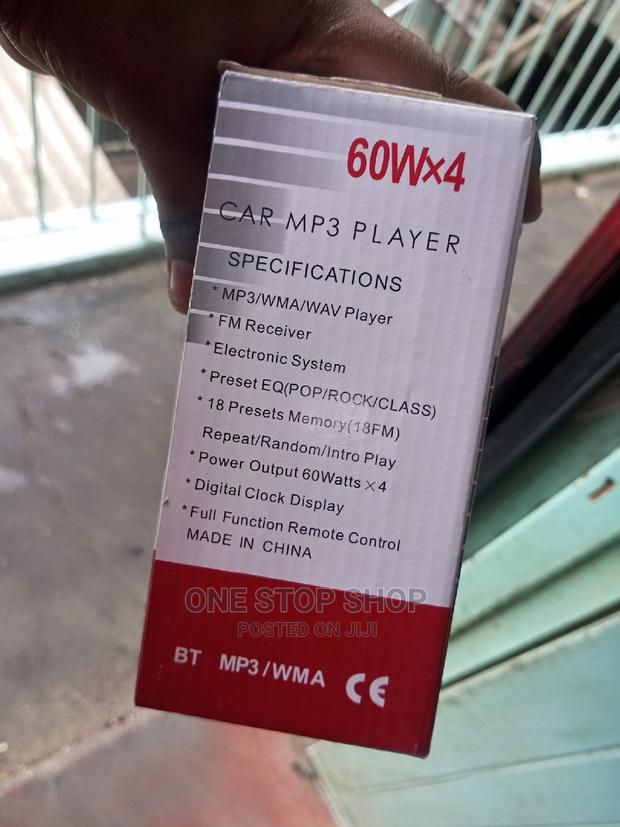 60W×4
CAR MP3 PLAYER
SPECIFICATIONS
* MP3/WMA/WAV Player
* FM Receiver
* Electronic System
* Preset EQ(POP/ROCK/CLASS)
* 18 Presets Memory(18FM)
Repeat/Random/Intro Play
* Power Output 60Watts ×4
* Digital Clock Display
* Full Function Remote Control
MADE IN CHINA
ONE STOP SHOP
POSTED ON JIJI
BT MP3/WMA CE